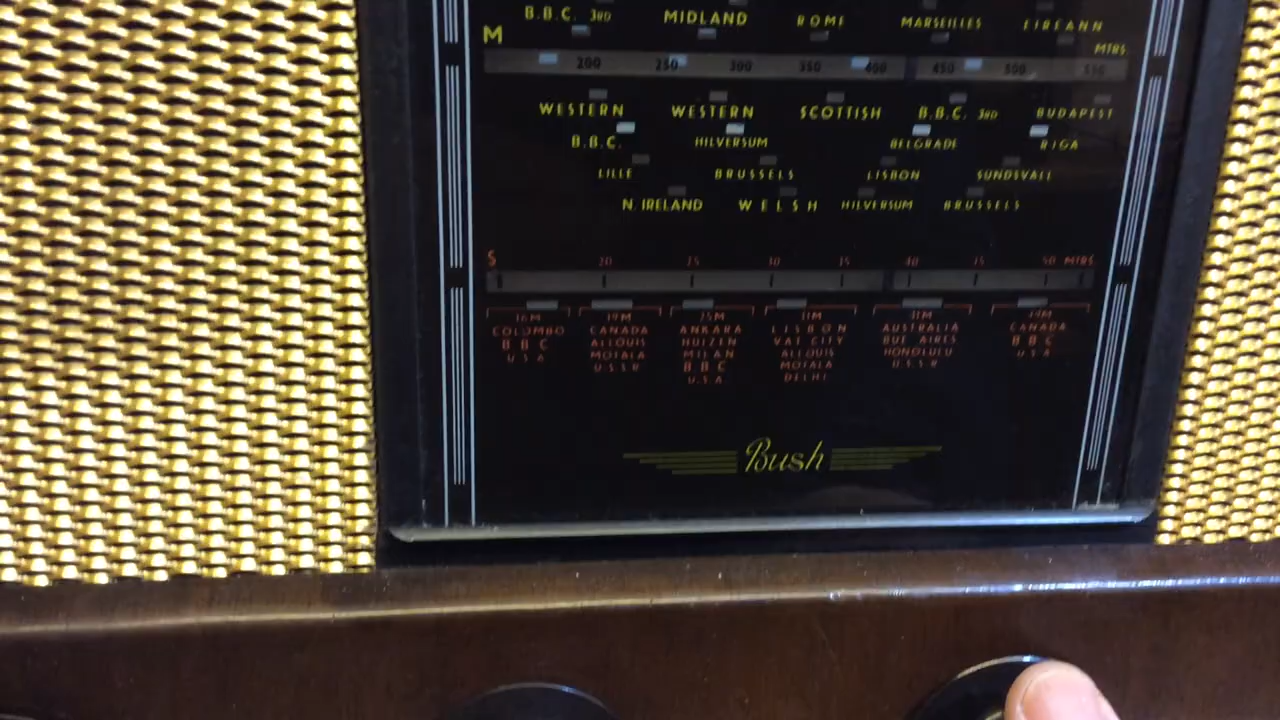 B.B.C. 3RD MIDLAND ROME MARSEILLES EIREANN
M MTRS.
200 250 300 350 400 450 500 550
WESTERN WESTERN SCOTTISH B.B.C. 3RD BUDAPEST
B.B.C. HILVERSUM BELGRADE RIGA
LILLE BRUSSELS LISBON SUNDSVALL
N. IRELAND WELSH HILVERSUM BRUSSELS
S 20 25 30 35 40 45 50 MTRS
16M 19M 25M 31M 31M 49M
COLOMBO CANADA ANKARA LISBON AUSTRALIA CANADA
B B C ALLOUIS HUIZEN VAT CITY BUE AIRES B B C
U.S.A MOTALA MILAN ALLOUIS HONOLULU U.S.A
U.S.S.R B B C MOTALA U.S.S.R
U.S.A. DELHI
Bush